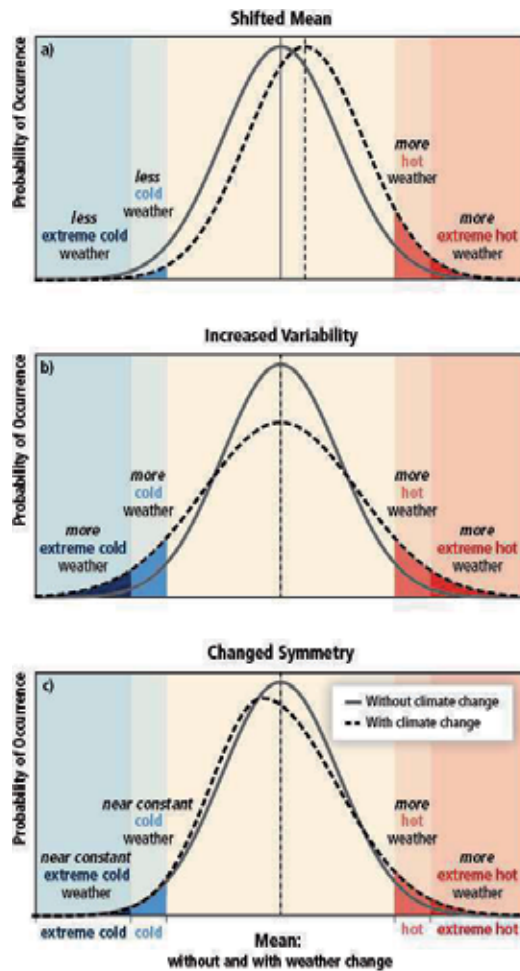 Shifted Mean
a)
Probability of Occurrence
less
cold
weather
less
extreme cold
weather
more
hot
weather
more
extreme hot
weather
Increased Variability
b)
Probability of Occurrence
more
cold
weather
more
extreme cold
weather
more
hot
weather
more
extreme hot
weather
Changed Symmetry
c)
Probability of Occurrence
Without climate change
With climate change
near constant
cold
weather
near constant
extreme cold
weather
more
hot
weather
more
extreme hot
weather
extreme cold cold hot extreme hot
Mean:
without and with weather change